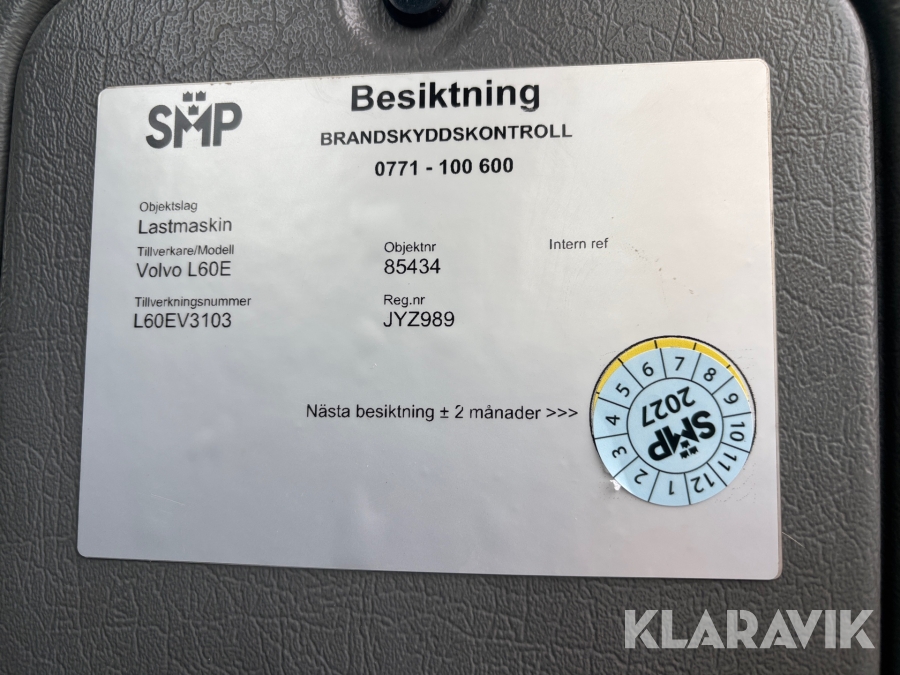 SMP
Besiktning
BRANDSKYDDSKONTROLL
0771 - 100 600
Objektslag
Lastmaskin
Tillverkare/Modell
Volvo L60E
Objektnr
85434
Intern ref
Tillverkningsnummer
L60EV3103
Reg.nr
JYZ989
Nästa besiktning ± 2 månader >>>
1 2 3 4 5 6 7 8 9 10 11 12
SMP
2027
KLARAVIK